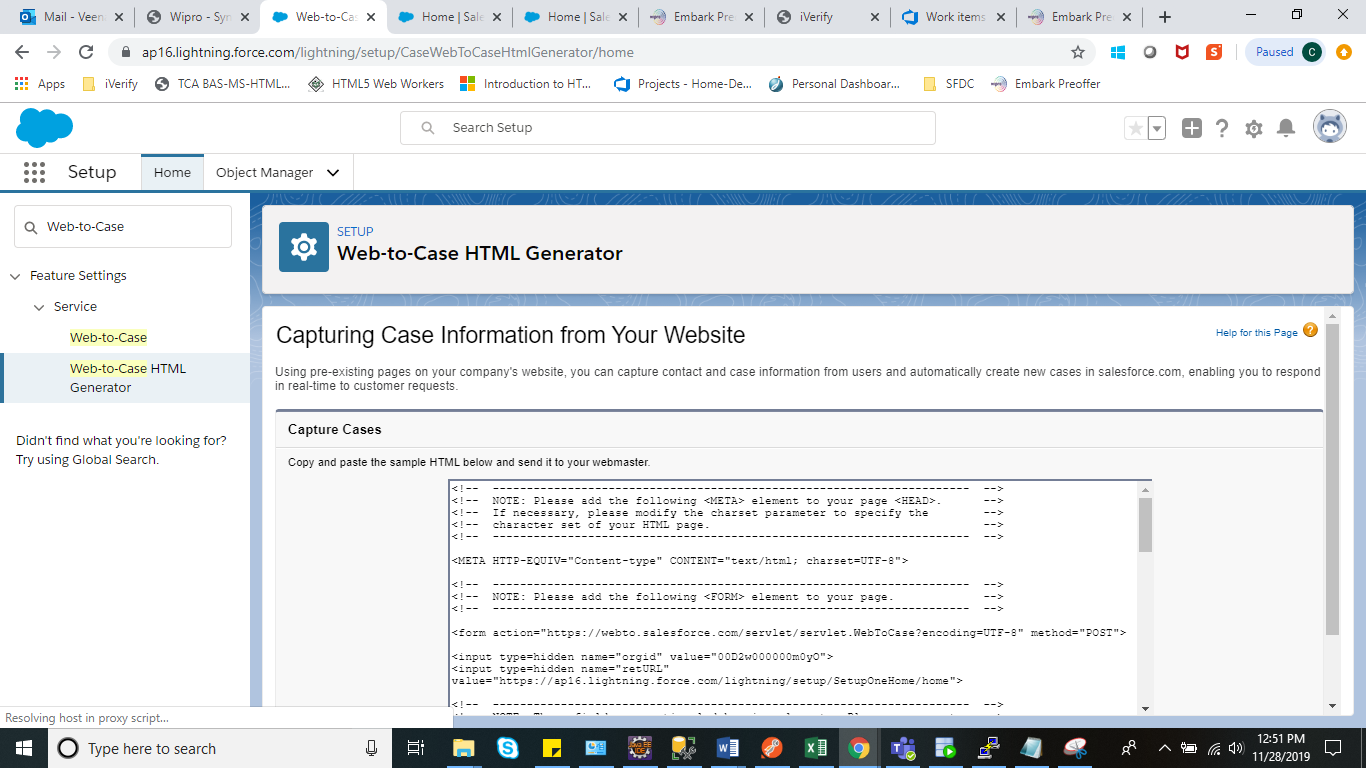 Mail - Veen
Wipro - Syn
Web-to-Cas
Home | Sale
Home | Sale
Embark Pre
iVerify
Work items
Embark Pre
ap16.lightning.force.com/lightning/setup/CaseWebToCaseHtmlGenerator/home
Paused
C
Apps
iVerify
TCA BAS-MS-HTML...
HTML5 Web Workers
Introduction to HT...
Projects - Home-De...
Personal Dashboar...
SFDC
Embark Preoffer
Search Setup
Setup
Home
Object Manager
Web-to-Case
Feature Settings
Service
Web-to-Case
Web-to-Case HTML
Generator
Didn't find what you're looking for?
Try using Global Search.
SETUP
Web-to-Case HTML Generator
Capturing Case Information from Your Website
Help for this Page
Using pre-existing pages on your company's website, you can capture contact and case information from users and automatically create new cases in salesforce.com, enabling you to respond
in real-time to customer requests.
Capture Cases
Copy and paste the sample HTML below and send it to your webmaster.
<!-- ---------------------------------------------------------------------- -->
<!-- NOTE: Please add the following <META> element to your page <HEAD>. -->
<!-- If necessary, please modify the charset parameter to specify the -->
<!-- character set of your HTML page. -->
<!-- ---------------------------------------------------------------------- -->
<META HTTP-EQUIV="Content-type" CONTENT="text/html; charset=UTF-8">
<!-- ---------------------------------------------------------------------- -->
<!-- NOTE: Please add the following <FORM> element to your page. -->
<!-- ---------------------------------------------------------------------- -->
<form action="https://webto.salesforce.com/servlet/servlet.WebToCase?encoding=UTF-8" method="POST">
<input type=hidden name="orgid" value="00D2w000000m0yO">
<input type=hidden name="retURL"
value="https://ap16.lightning.force.com/lightning/setup/SetupOneHome/home">
<!-- ---------------------------------------------------------------------- -->
Resolving host in proxy script...
Type here to search
12:51 PM
11/28/2019